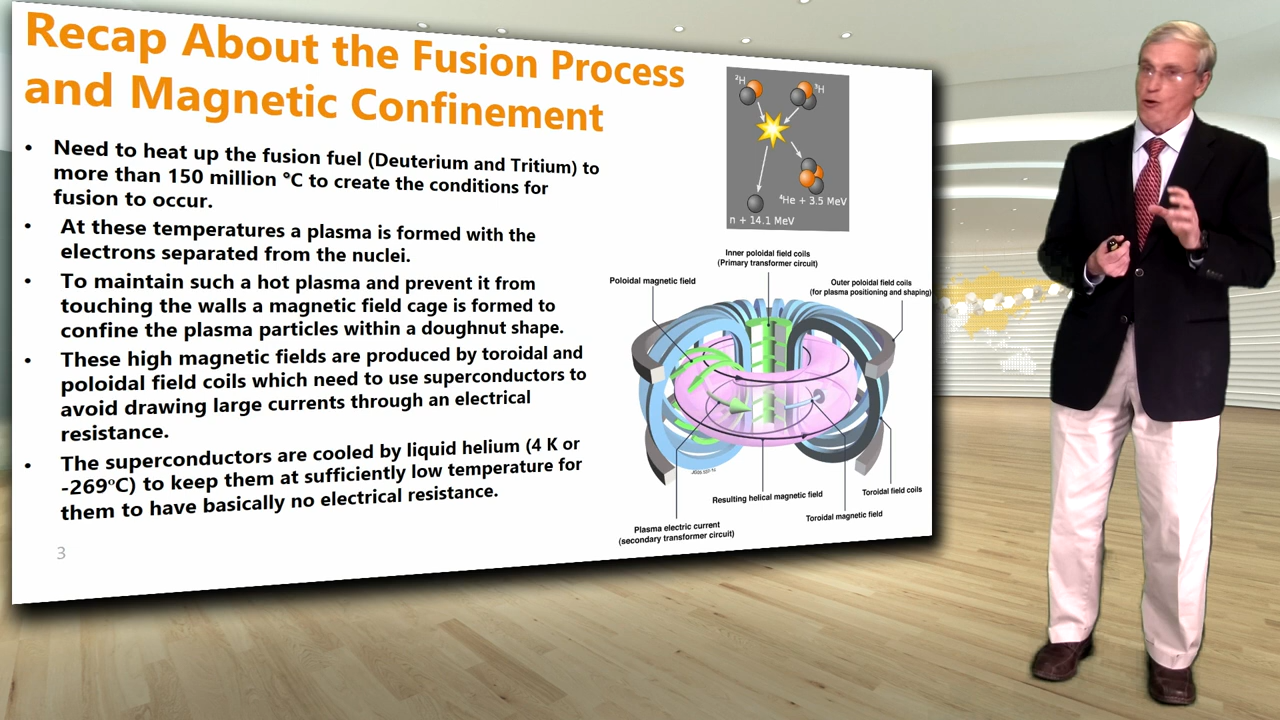 Recap About the Fusion Process
and Magnetic Confinement
• Need to heat up the fusion fuel (Deuterium and Tritium) to
more than 150 million °C to create the conditions for
fusion to occur.
• At these temperatures a plasma is formed with the
electrons separated from the nuclei.
• To maintain such a hot plasma and prevent it from
touching the walls a magnetic field cage is formed to
confine the plasma particles within a doughnut shape.
• These high magnetic fields are produced by toroidal and
poloidal field coils which need to use superconductors to
avoid drawing large currents through an electrical
resistance.
• The superconductors are cooled by liquid helium (4 K or
-269°C) to keep them at sufficiently low temperature for
them to have basically no electrical resistance.
3
²H
³H
⁴He + 3.5 MeV
n + 14.1 MeV
Inner poloidal field coils
(Primary transformer circuit)
Poloidal magnetic field
Outer poloidal field coils
(for plasma positioning and shaping)
Resulting helical magnetic field
Toroidal field coils
Toroidal magnetic field
Plasma electric current
(secondary transformer circuit)